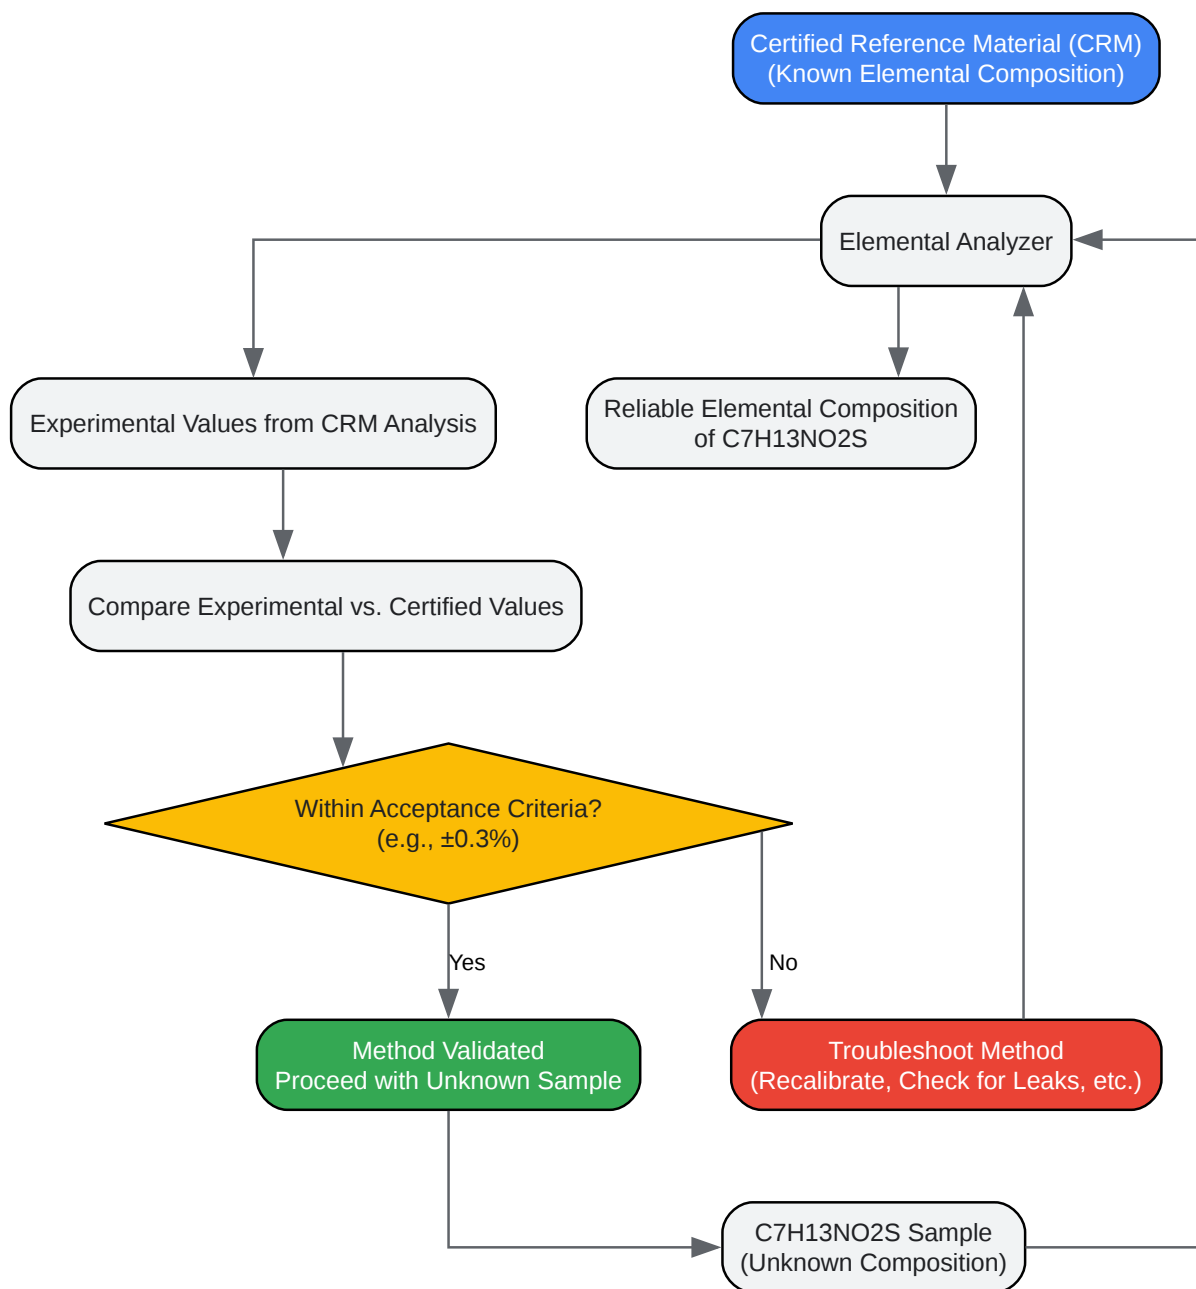 Certified Reference Material (CRM)
(Known Elemental Composition)
Elemental Analyzer
Experimental Values from CRM Analysis
Reliable Elemental Composition
of C7H13NO2S
Compare Experimental vs. Certified Values
Within Acceptance Criteria?
(e.g., ±0.3%)
Yes
No
Method Validated
Proceed with Unknown Sample
Troubleshoot Method
(Recalibrate, Check for Leaks, etc.)
C7H13NO2S Sample
(Unknown Composition)